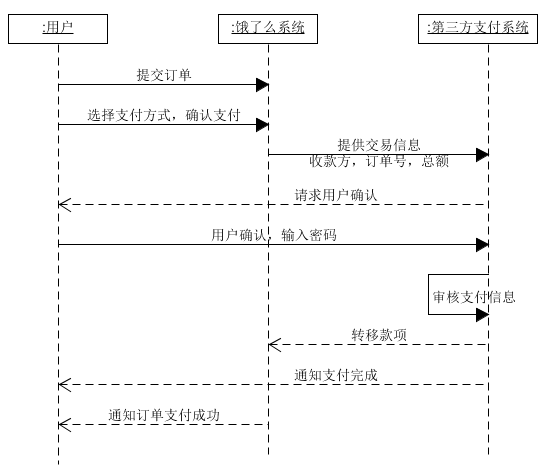 :用户
:饿了么系统
:第三方支付系统
提交订单
选择支付方式，确认支付
提供交易信息
收款方，订单号，总额
请求用户确认
用户确认，输入密码
审核支付信息
转移款项
通知支付完成
通知订单支付成功